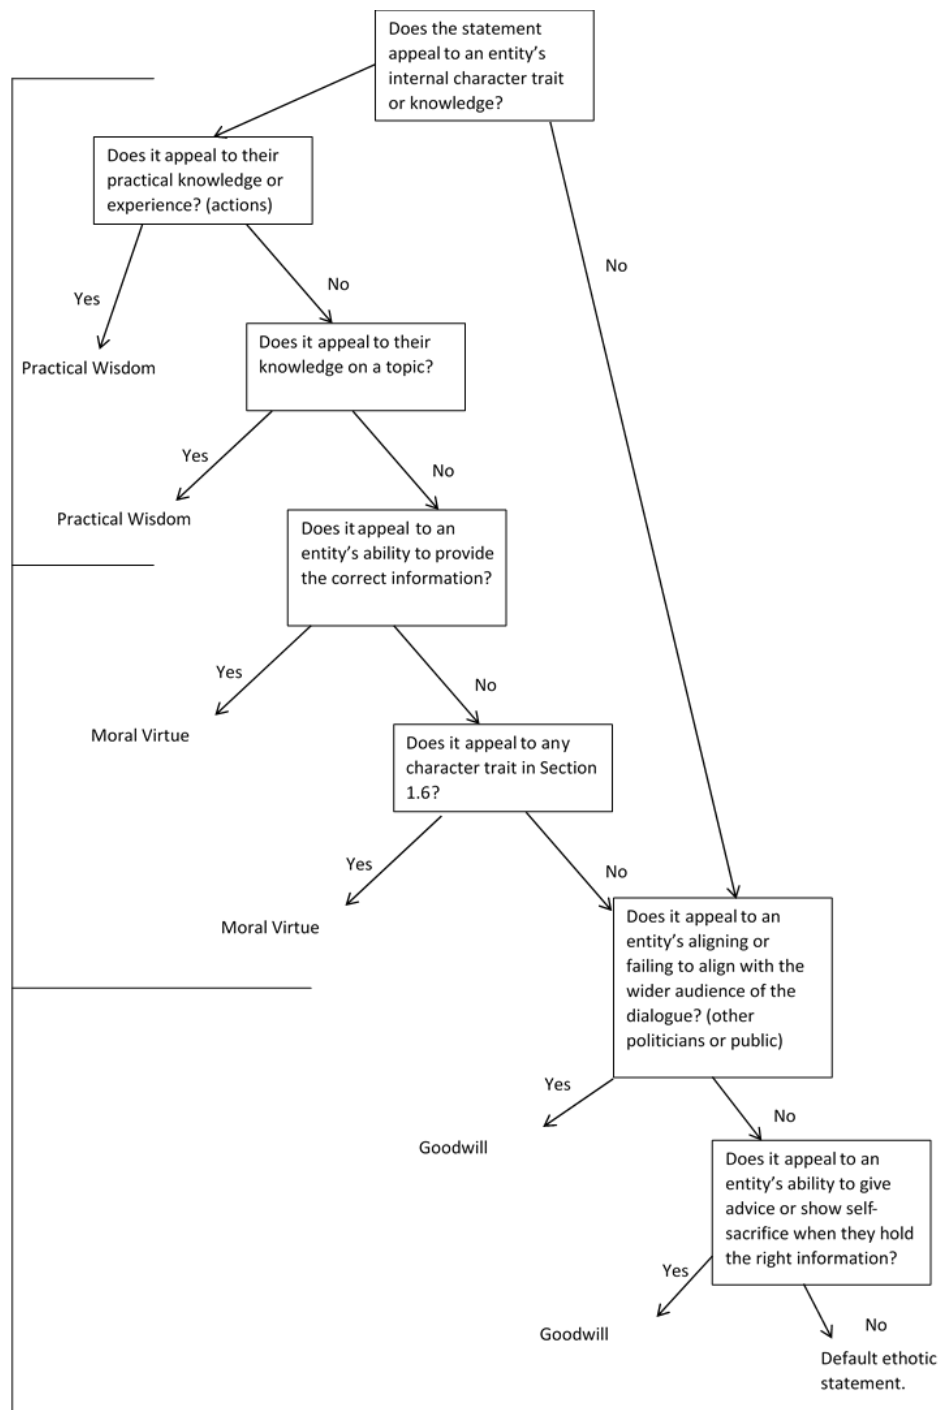 Does the statement
appeal to an entity's
internal character trait
or knowledge?
Does it appeal to their
practical knowledge or
experience? (actions)
No
Yes
No
Practical Wisdom
Does it appeal to their
knowledge on a topic?
Yes
No
Practical Wisdom
Does it appeal to an
entity's ability to provide
the correct information?
Yes
No
Moral Virtue
Does it appeal to any
character trait in Section
1.6?
Yes
No
Moral Virtue
Does it appeal to an
entity's aligning or
failing to align with the
wider audience of the
dialogue? (other
politicians or public)
Yes
No
Goodwill
Does it appeal to an
entity's ability to give
advice or show self-
sacrifice when they hold
the right information?
Yes
No
Goodwill
Default ethotic
statement.